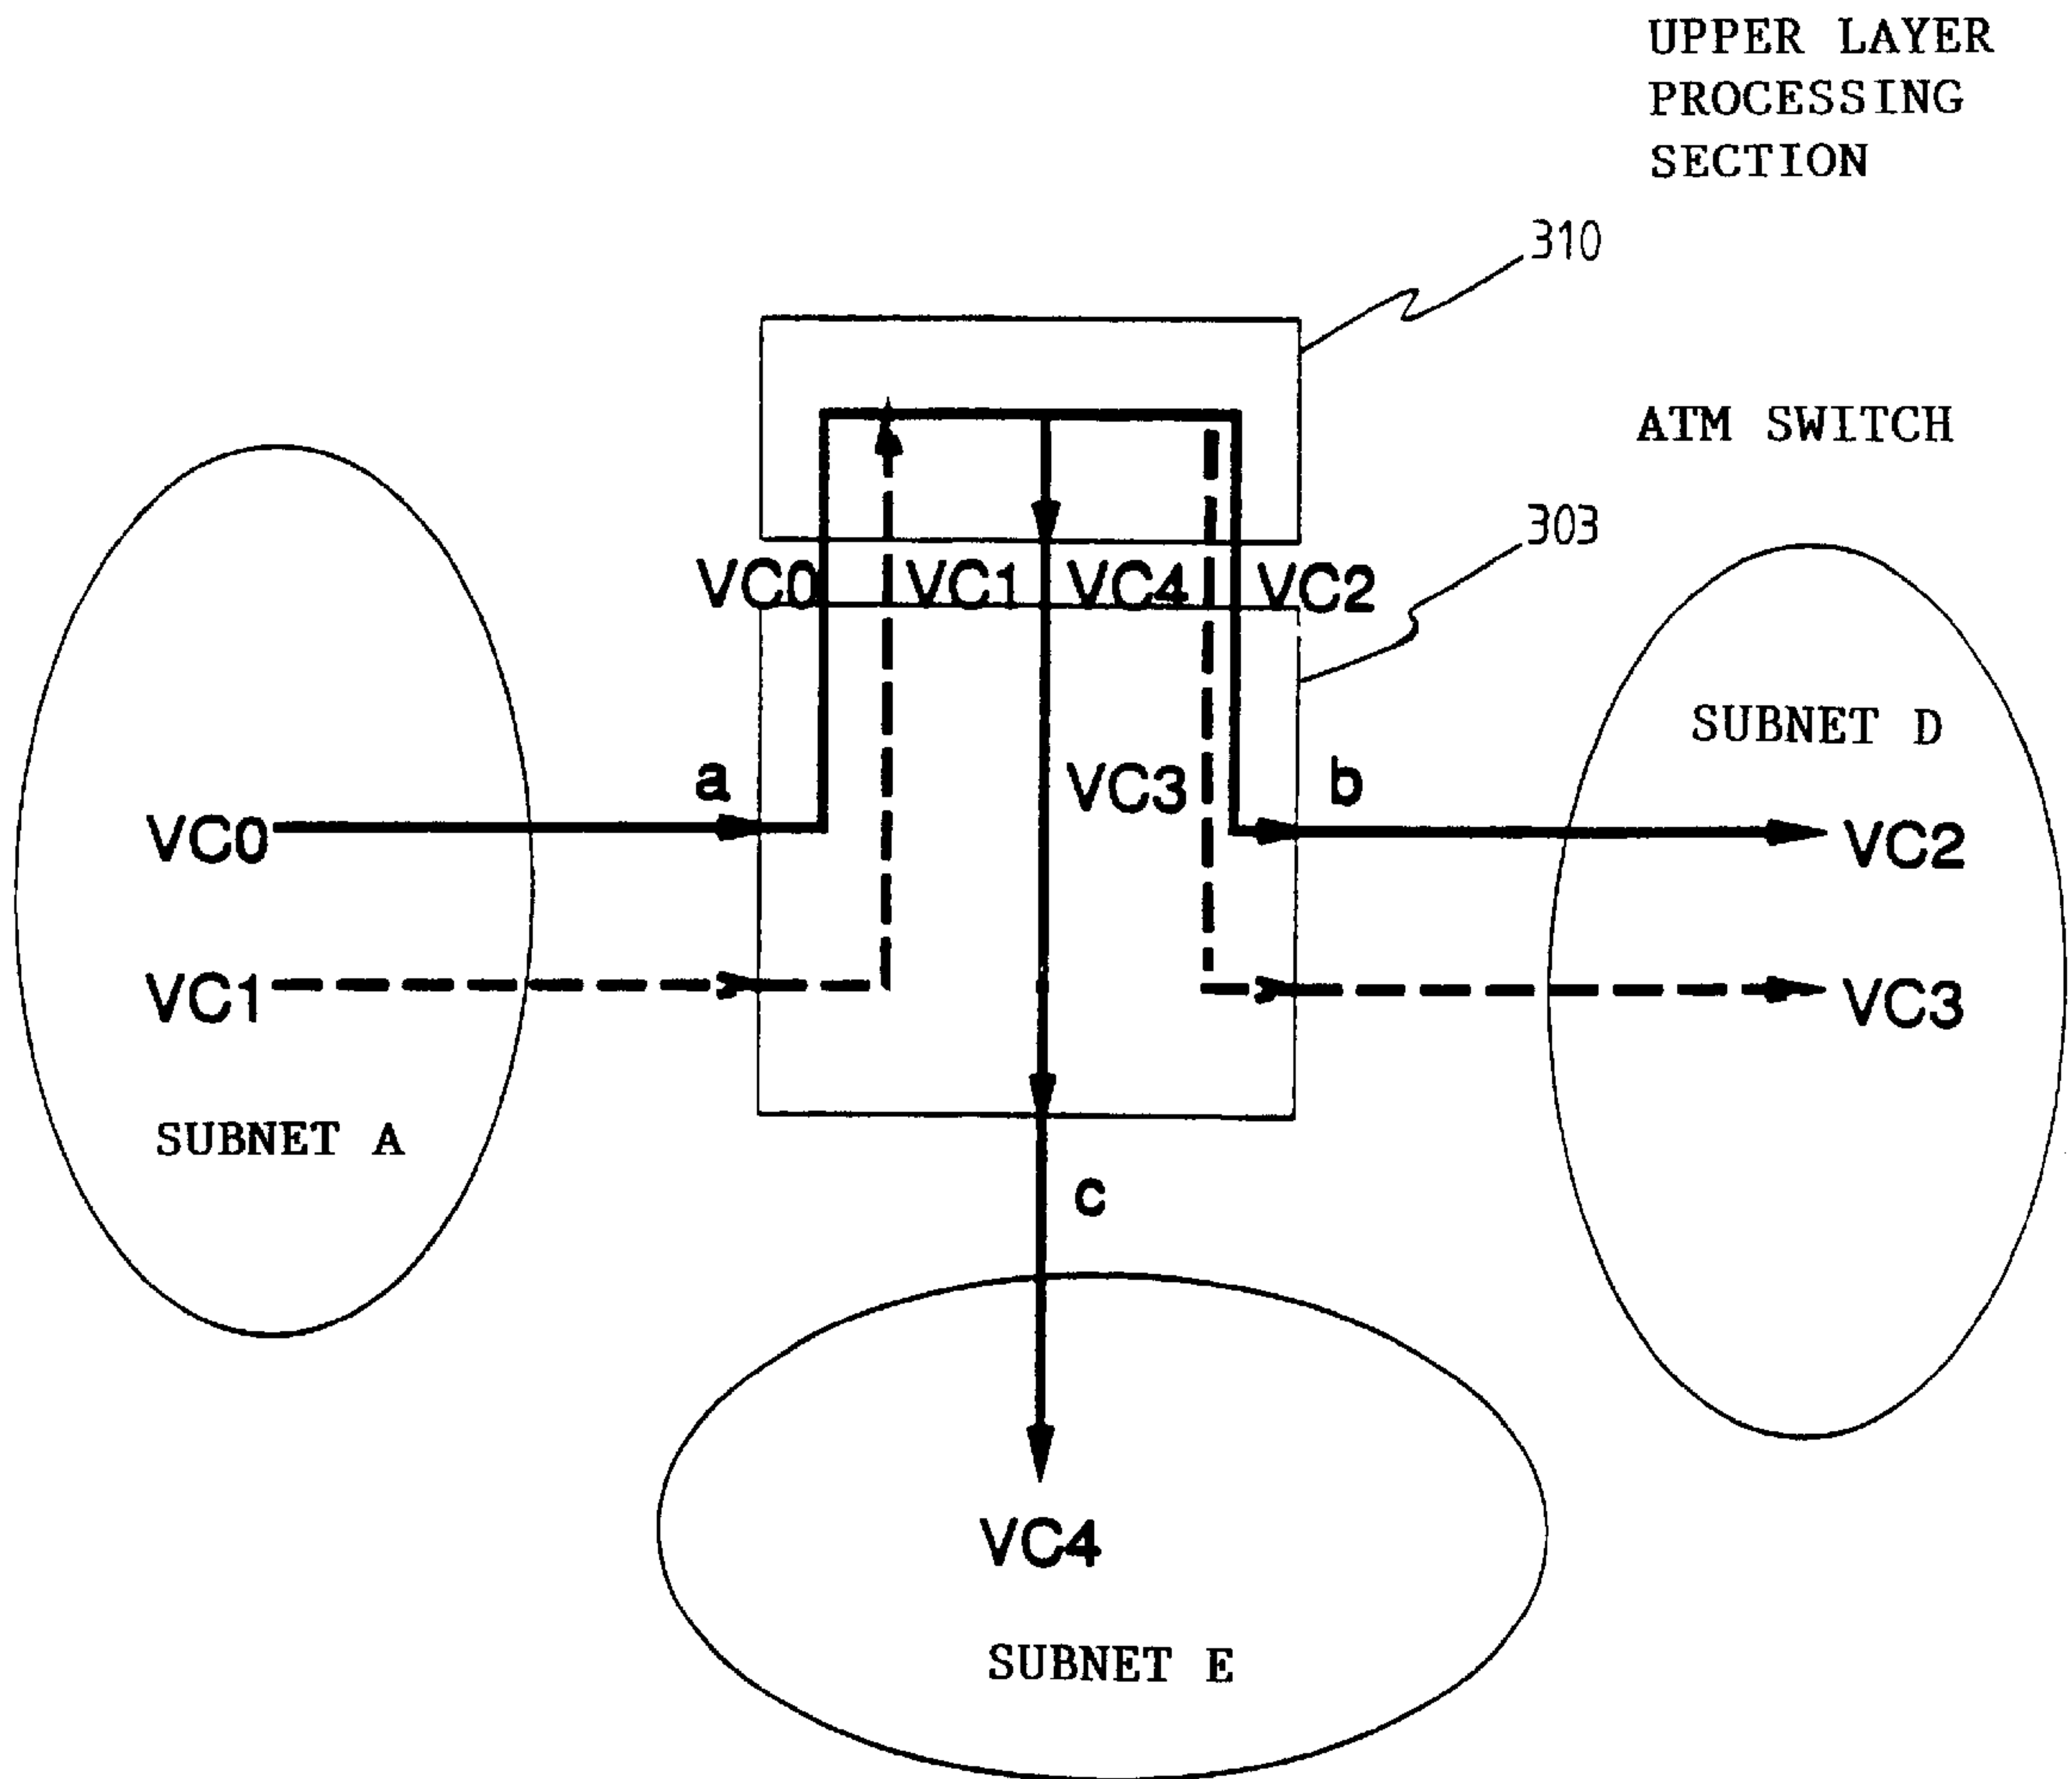 UPPER LAYER
PROCESSING
SECTION
310
ATM SWITCH
303
VC0 VC1 VC4 VC2
SUBNET D
a VC3 b
VC0 VC2
VC1 VC3
SUBNET A
c
VC4
SUBNET E